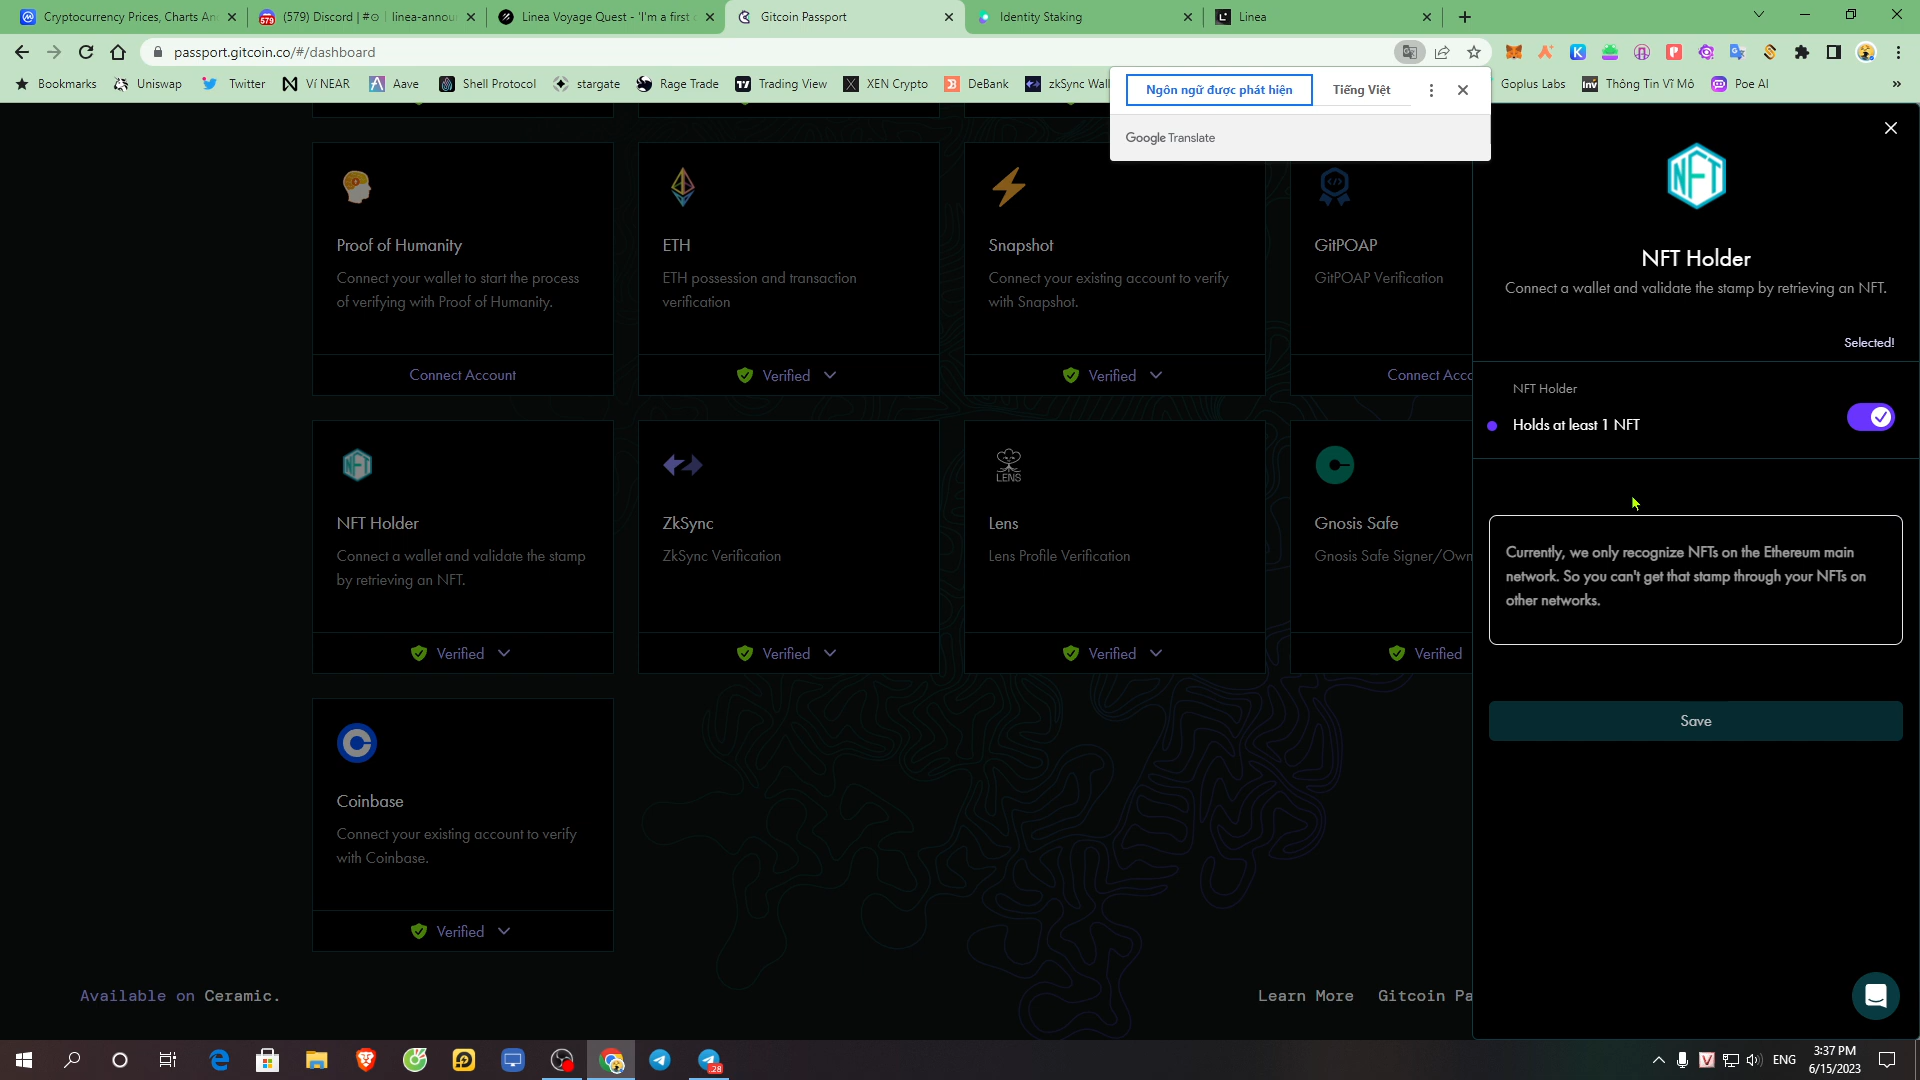 Cryptocurrency Prices, Charts An
(579) Discord | #⊙ | linea-announ
Linea Voyage Quest - 'I'm a first c
Gitcoin Passport
Identity Staking
Linea
passport.gitcoin.co/#/dashboard
Bookmarks
Uniswap
Twitter
Ví NEAR
Aave
Shell Protocol
stargate
Rage Trade
Trading View
XEN Crypto
DeBank
zkSync Wall
Goplus Labs
Thông Tin Vĩ Mô
Poe AI
»
Ngôn ngữ được phát hiện
Tiếng Việt
Google Translate
Proof of Humanity
Connect your wallet to start the process
of verifying with Proof of Humanity.
Connect Account
ETH
ETH possession and transaction
verification
Verified
Snapshot
Connect your existing account to verify
with Snapshot.
Verified
GitPOAP
GitPOAP Verification
Connect Acco
NFT Holder
Connect a wallet and validate the stamp
by retrieving an NFT.
Verified
ZkSync
ZkSync Verification
Verified
LENS
Lens
Lens Profile Verification
Verified
Gnosis Safe
Gnosis Safe Signer/Own
Verified
Coinbase
Connect your existing account to verify
with Coinbase.
Verified
Available on Ceramic.
Learn More
Gitcoin Pa
NFT
NFT Holder
Connect a wallet and validate the stamp by retrieving an NFT.
Selected!
NFT Holder
Holds at least 1 NFT
Currently, we only recognize NFTs on the Ethereum main
network. So you can't get that stamp through your NFTs on
other networks.
Save
28
ENG
3:37 PM
6/15/2023